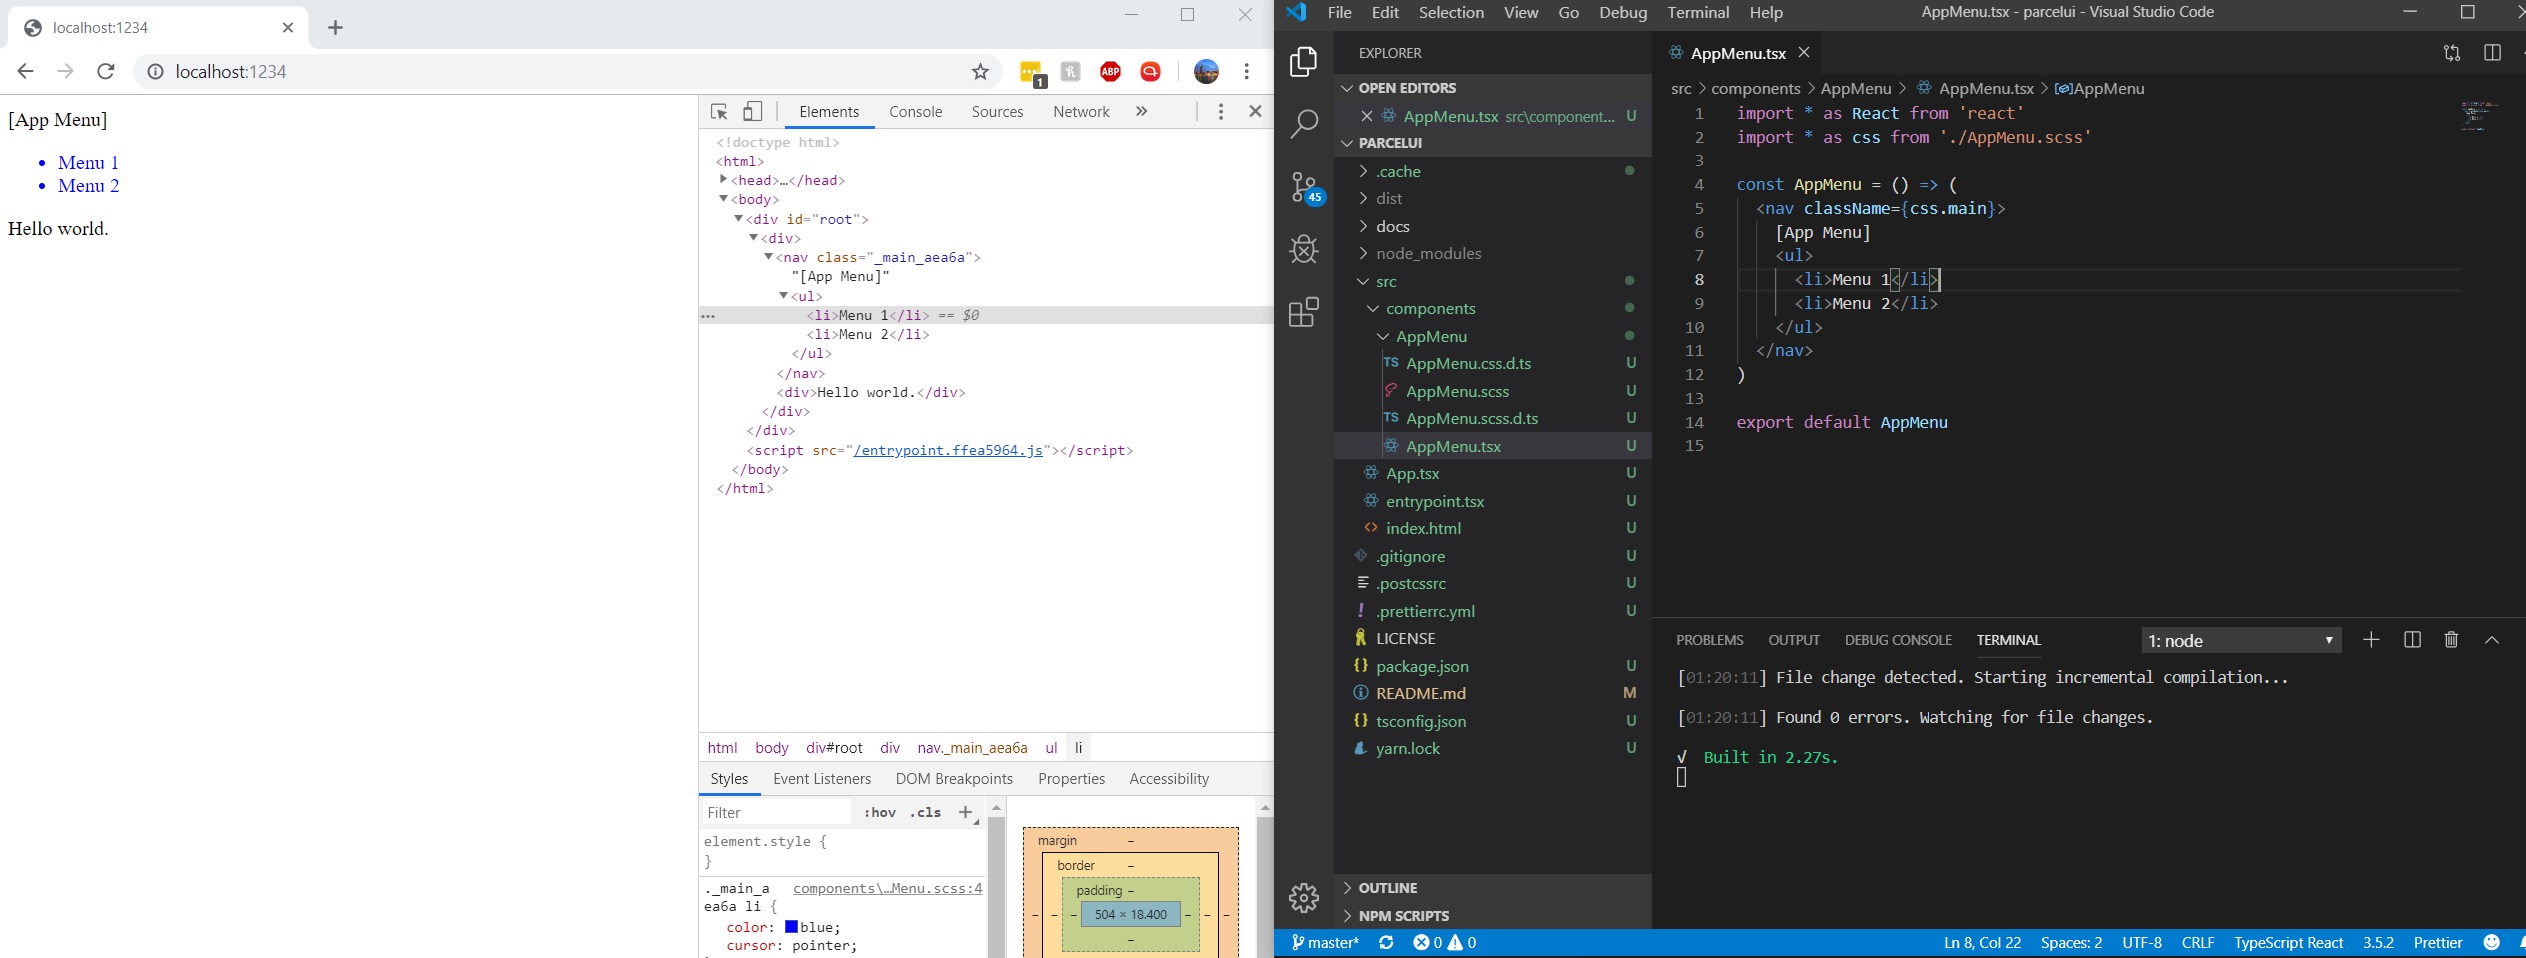 localhost:1234
localhost:1234
1
ABP
[App Menu]
Menu 1
Menu 2
Hello world.
Elements Console Sources Network »
<!doctype html>
<html>
<head>…</head>
<body>
<div id="root">
<div>
<nav class="_main_aea6a">
"[App Menu]"
<ul>
<li>Menu 1</li> == $0
<li>Menu 2</li>
</ul>
</nav>
<div>Hello world.</div>
</div>
</div>
<script src="/entrypoint.ffea5964.js"></script>
</body>
</html>
html body div#root div nav._main_aea6a ul li
Styles Event Listeners DOM Breakpoints Properties Accessibility
Filter :hov .cls +
element.style {
}
._main_a components\…Menu.scss:4
ea6a li {
color: blue;
cursor: pointer;
margin –
border –
padding –
– – – 504 × 18.400 – – –
–
File Edit Selection View Go Debug Terminal Help AppMenu.tsx - parcelui - Visual Studio Code
45
EXPLORER
OPEN EDITORS
AppMenu.tsx src\component... U
PARCELUI
.cache
dist
docs
node_modules
src
components
AppMenu
TS AppMenu.css.d.ts U
AppMenu.scss U
TS AppMenu.scss.d.ts U
AppMenu.tsx U
App.tsx U
entrypoint.tsx U
<> index.html U
.gitignore U
.postcssrc U
! .prettierrc.yml U
LICENSE
{} package.json U
README.md M
{} tsconfig.json U
yarn.lock U
OUTLINE
NPM SCRIPTS
AppMenu.tsx
src > components > AppMenu > AppMenu.tsx > AppMenu
1 import * as React from 'react'
2 import * as css from './AppMenu.scss'
3
4 const AppMenu = () => (
5 <nav className={css.main}>
6 [App Menu]
7 <ul>
8 <li>Menu 1</li>
9 <li>Menu 2</li>
10 </ul>
11 </nav>
12 )
13
14 export default AppMenu
15
PROBLEMS OUTPUT DEBUG CONSOLE TERMINAL 1: node
[01:20:11] File change detected. Starting incremental compilation...
[01:20:11] Found 0 errors. Watching for file changes.
√ Built in 2.27s.
master* 0 0 Ln 8, Col 22 Spaces: 2 UTF-8 CRLF TypeScript React 3.5.2 Prettier